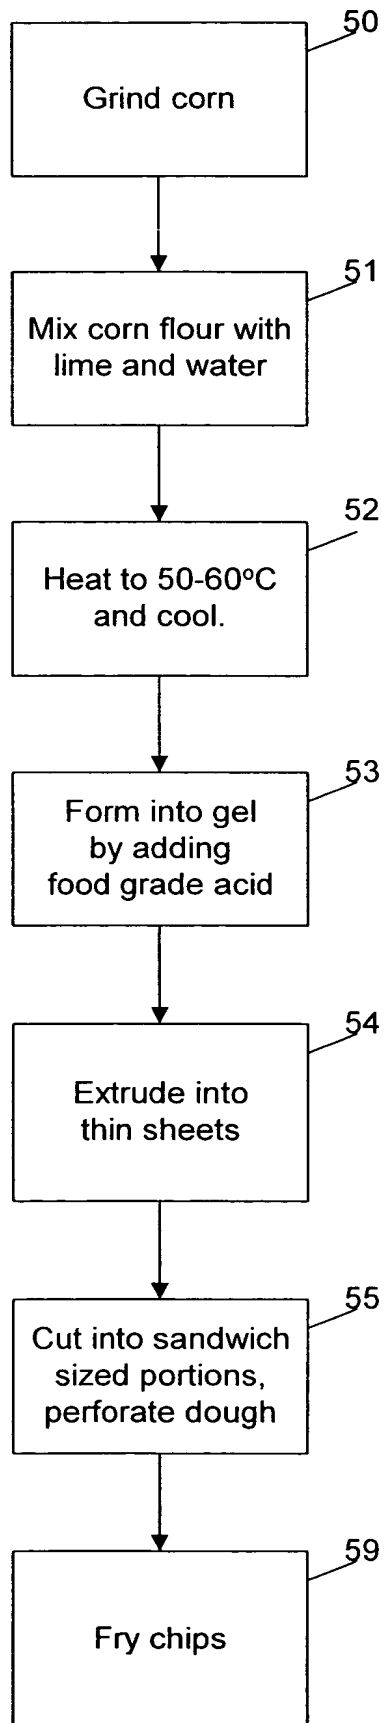 50
Grind corn
51
Mix corn flour with
lime and water
52
Heat to 50-60ºC
and cool.
53
Form into gel
by adding
food grade acid
54
Extrude into
thin sheets
55
Cut into sandwich
sized portions,
perforate dough
59
Fry chips